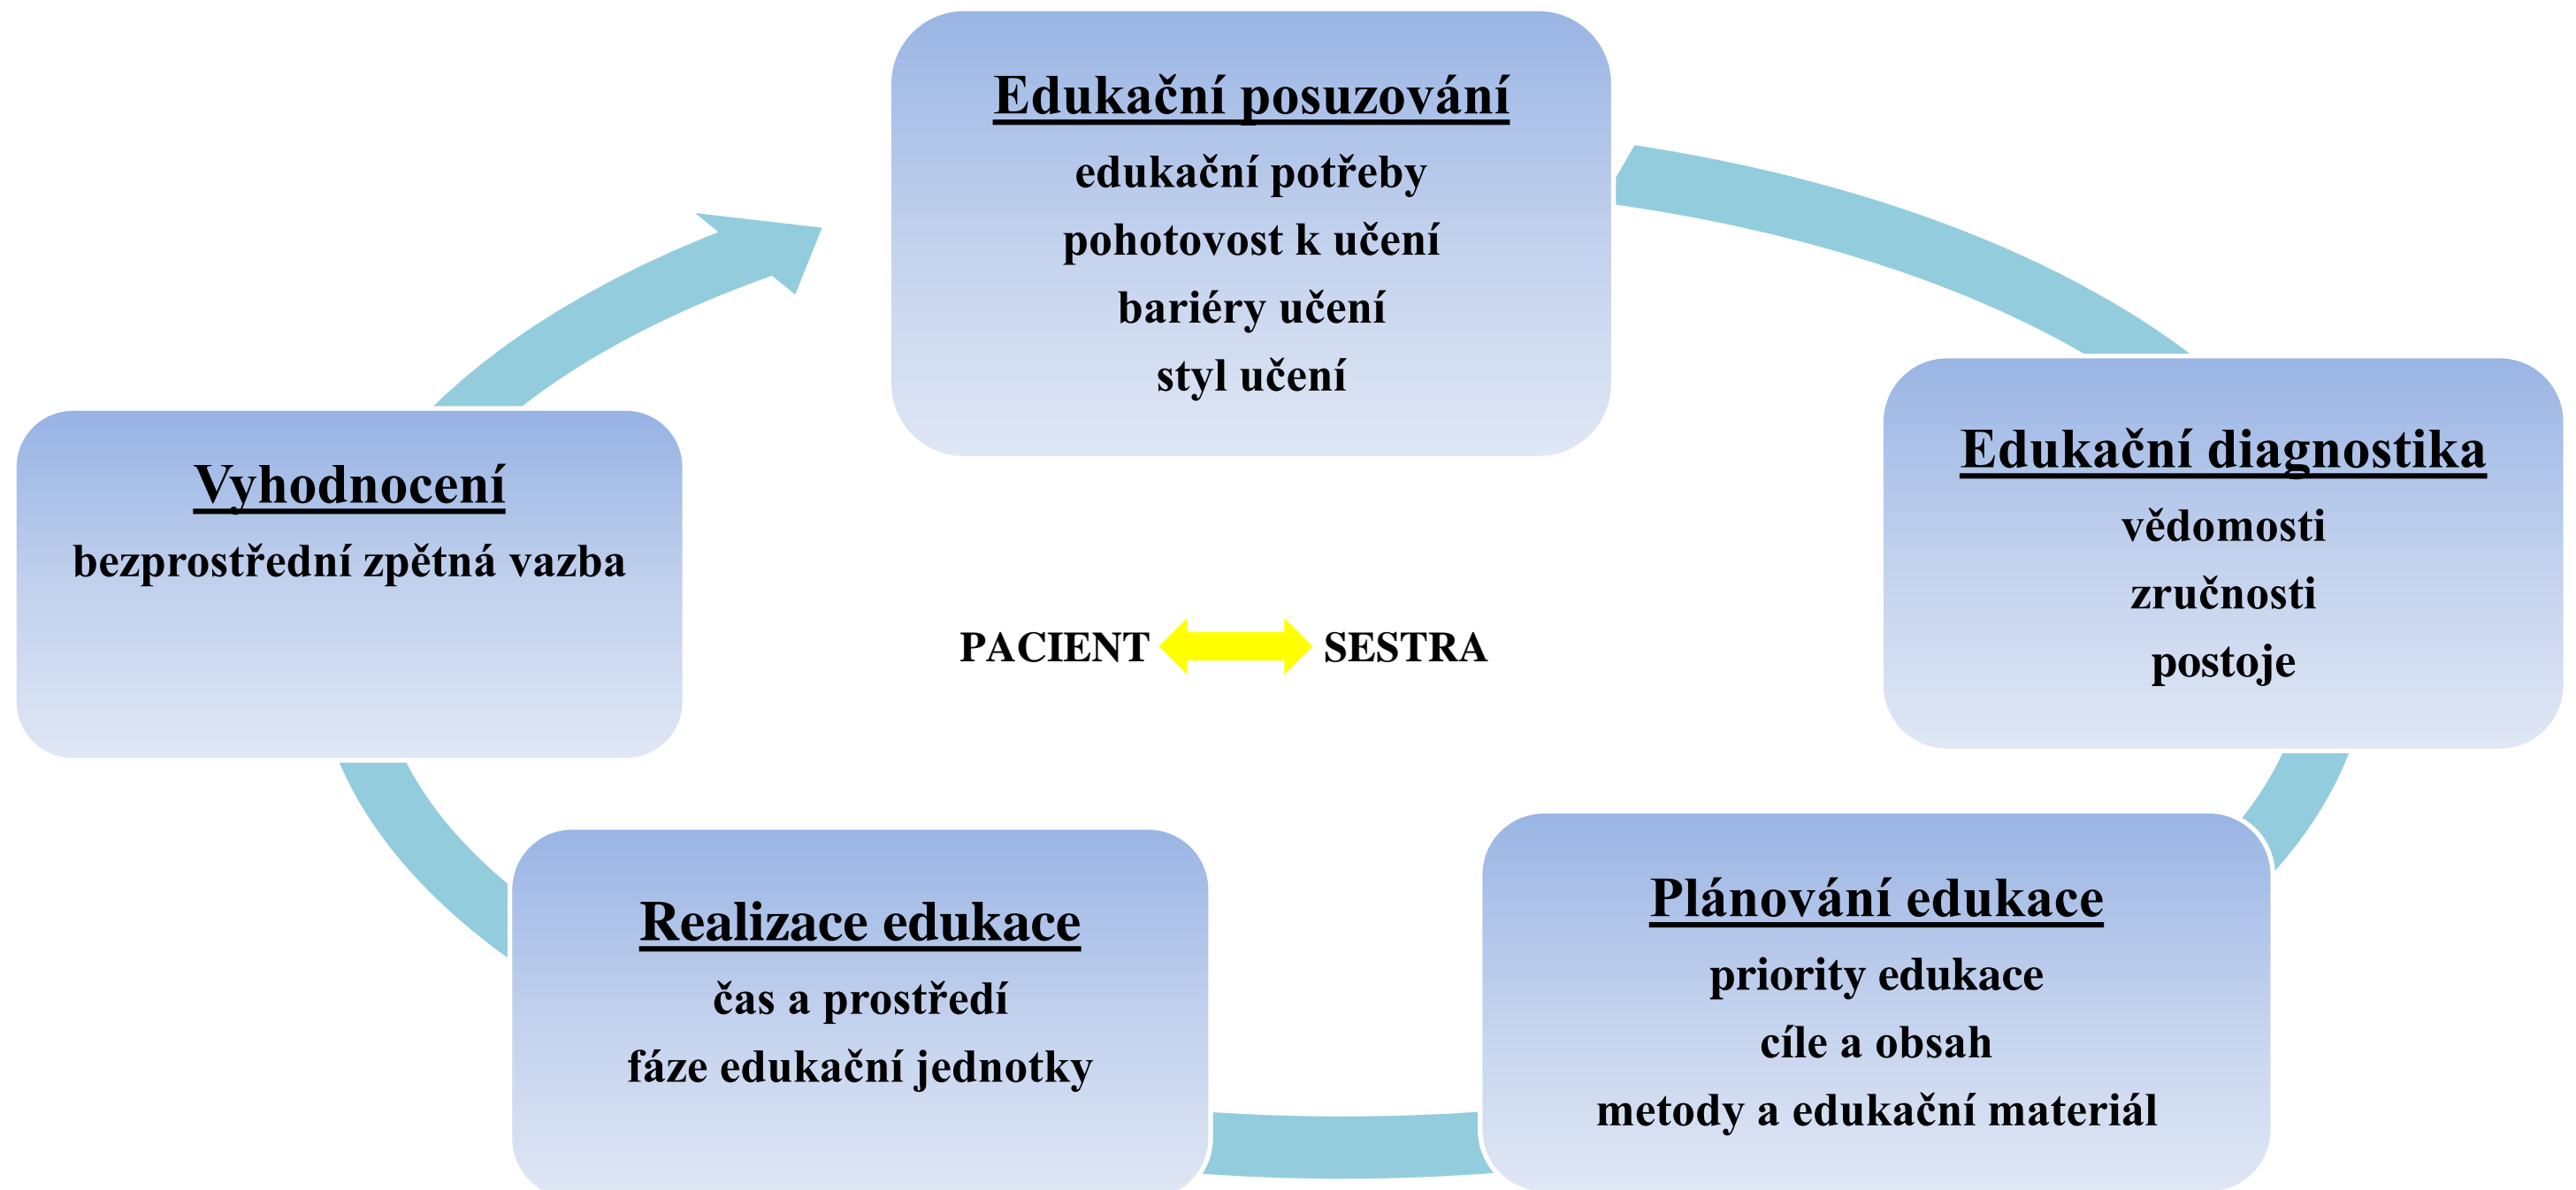 Edukační posuzování
edukační potřeby
pohotovost k učení
bariéry učení
styl učení
Edukační diagnostika
vědomosti
zručnosti
postoje
Plánování edukace
priority edukace
cíle a obsah
metody a edukační materiál
Realizace edukace
čas a prostředí
fáze edukační jednotky
Vyhodnocení
bezprostřední zpětná vazba
PACIENT SESTRA